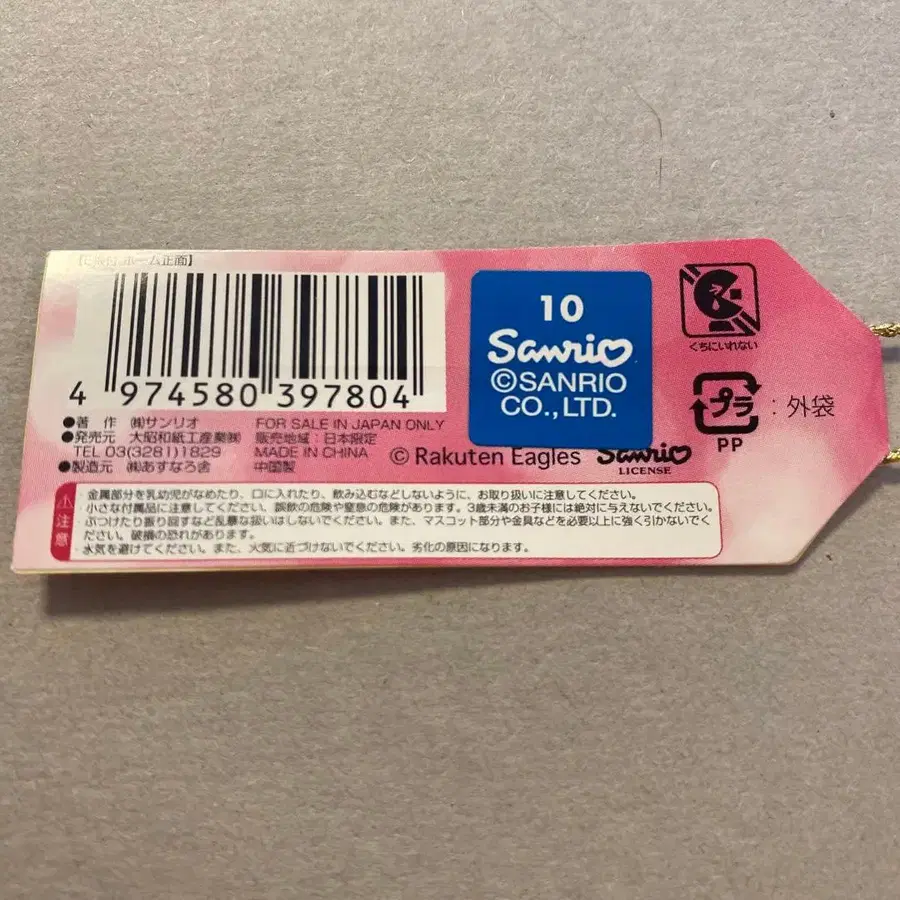 ム正面】
4 974580 397804
●著 作 ㈱サンリオ FOR SALE IN JAPAN ONLY
●発売元 大昭和紙工産業㈱ 販売地域：日本限定
TEL 03(3281)1829 MADE IN CHINA
●製造元 ㈱あすなろ舎 中国製
© Rakuten Eagles
Sanrio
LICENSE
10
Sanrio
©SANRIO
CO.,LTD.
くちにいれない
プラ：外袋
PP
注意
・金属部分を乳幼児がなめたり、口に入れたり、飲み込むなどしないように、お取り扱いに注意してください。
・小さな付属品に注意してください、誤飲の危険や窒息の危険があります。3歳未満のお子様には絶対に与えないでください。
・ぶつけたり振り回すなど乱暴な扱いはしないでください。また、マスコット部分や金具などを必要以上に強く引かないでく
ださい。破損の恐れがあります。
・水気を避けてください。また、火気に近づけないでください。劣化の原因になります。